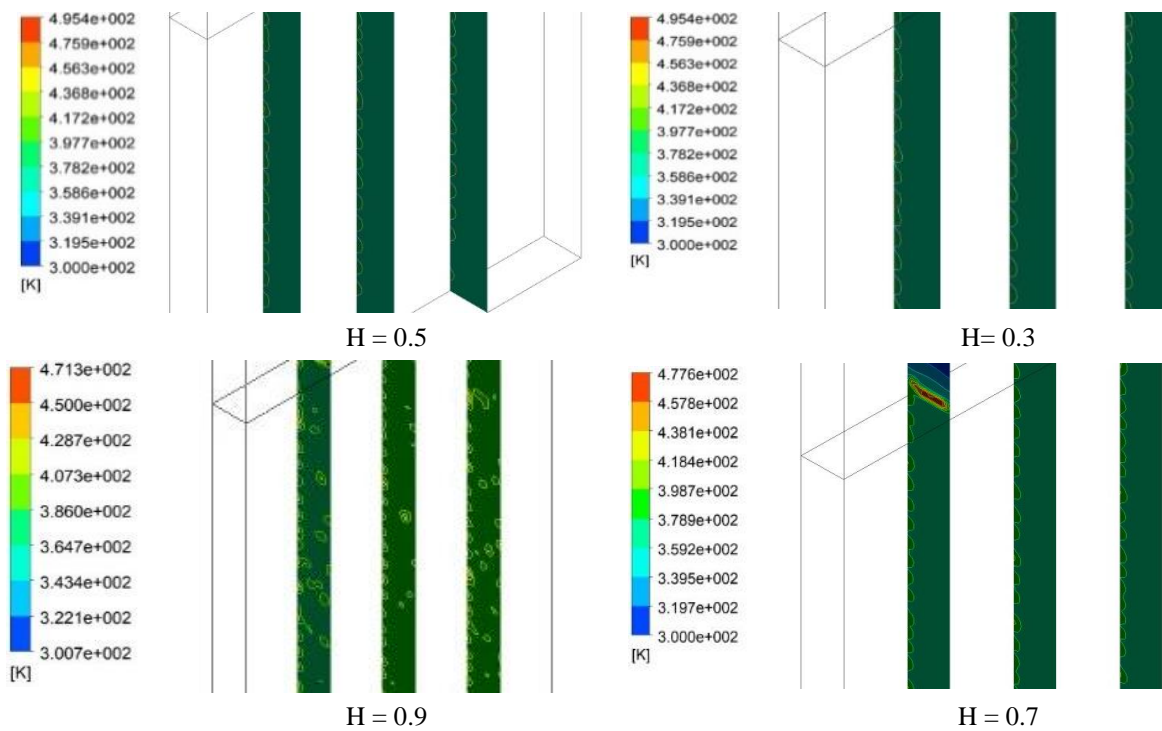 4.954e+002
4.759e+002
4.563e+002
4.368e+002
4.172e+002
3.977e+002
3.782e+002
3.586e+002
3.391e+002
3.195e+002
3.000e+002
[K]
H = 0.5
4.954e+002
4.759e+002
4.563e+002
4.368e+002
4.172e+002
3.977e+002
3.782e+002
3.586e+002
3.391e+002
3.195e+002
3.000e+002
[K]
H= 0.3
4.713e+002
4.500e+002
4.287e+002
4.073e+002
3.860e+002
3.647e+002
3.434e+002
3.221e+002
3.007e+002
[K]
H = 0.9
4.776e+002
4.578e+002
4.381e+002
4.184e+002
3.987e+002
3.789e+002
3.592e+002
3.395e+002
3.197e+002
3.000e+002
[K]
H = 0.7